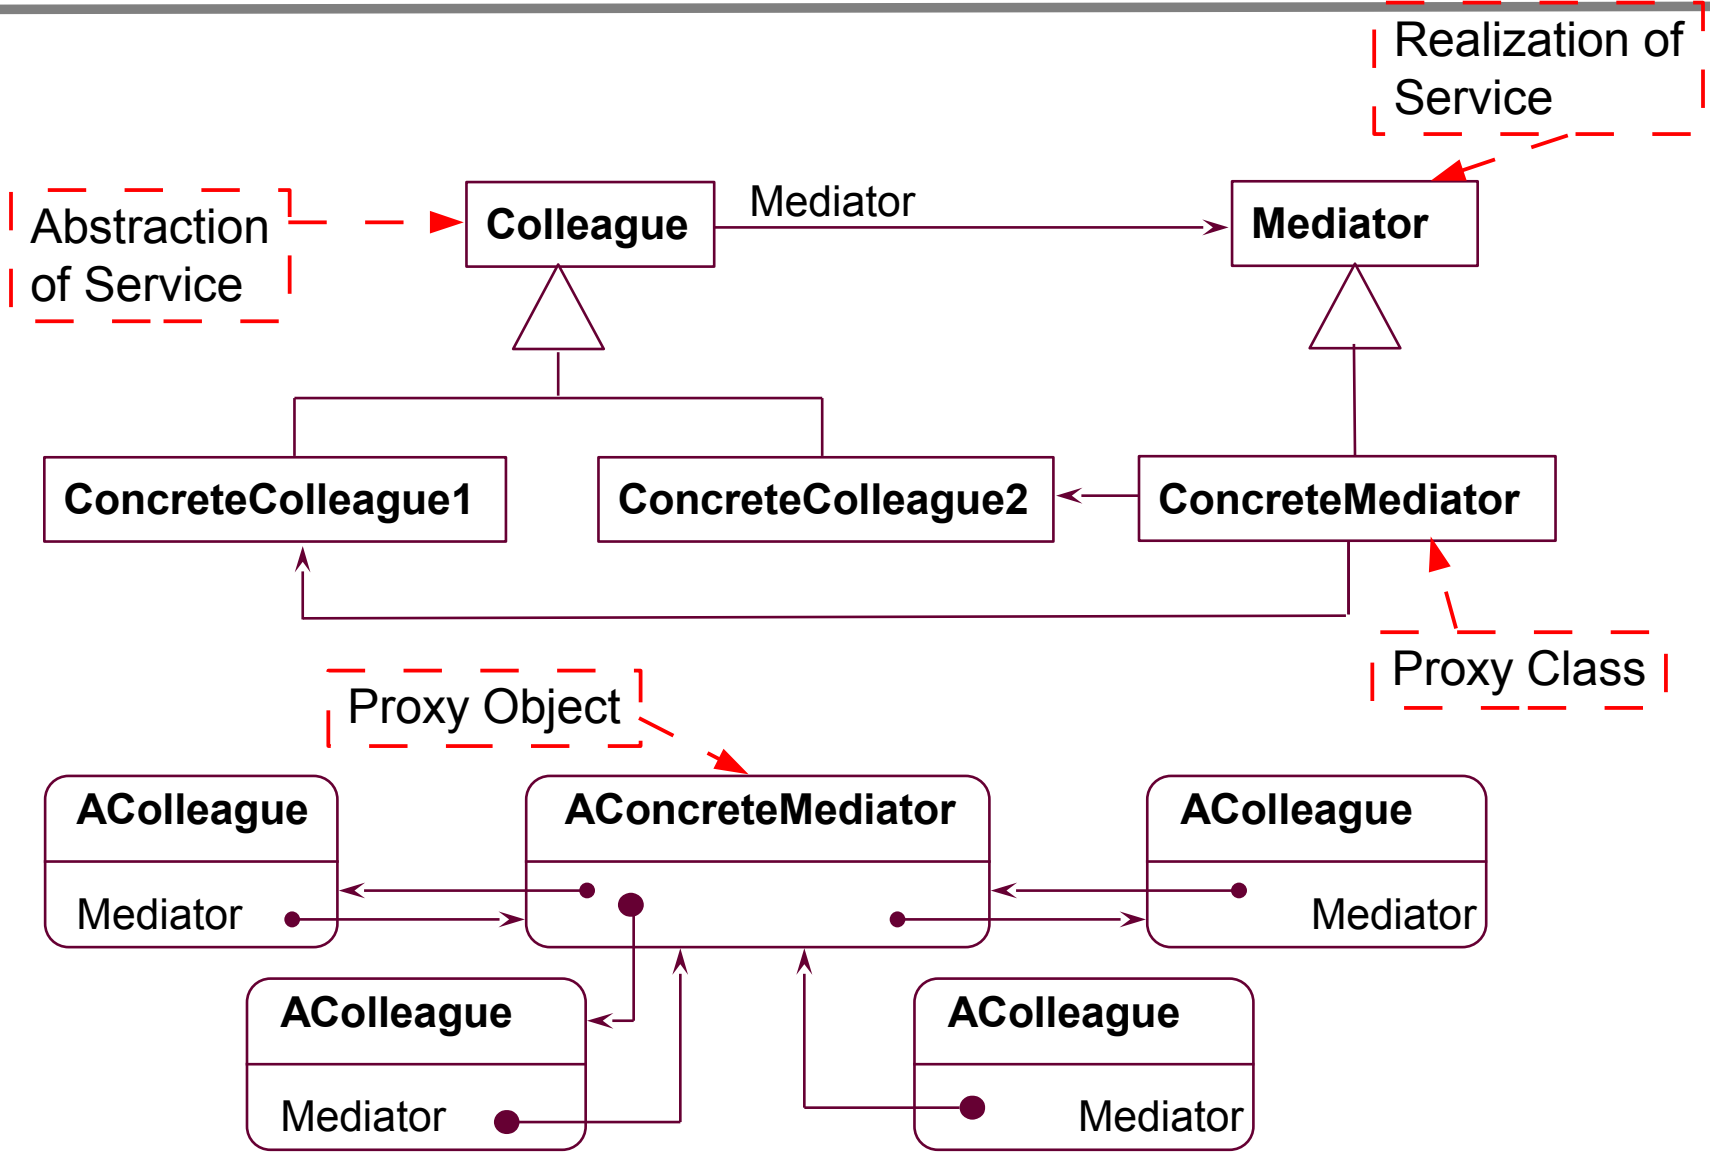 Realization of
Service
Abstraction
of Service
Colleague
Mediator
Mediator
ConcreteColleague1
ConcreteColleague2
ConcreteMediator
Proxy Class
Proxy Object
AColleague
Mediator
AConcreteMediator
AColleague
Mediator
AColleague
Mediator
AColleague
Mediator